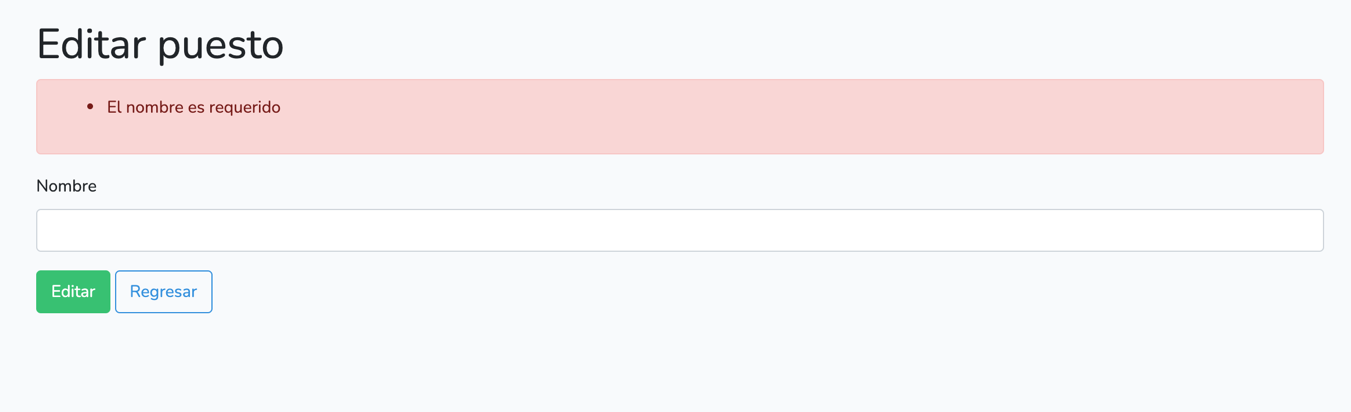 Editar puesto
El nombre es requerido
Nombre
Editar
Regresar